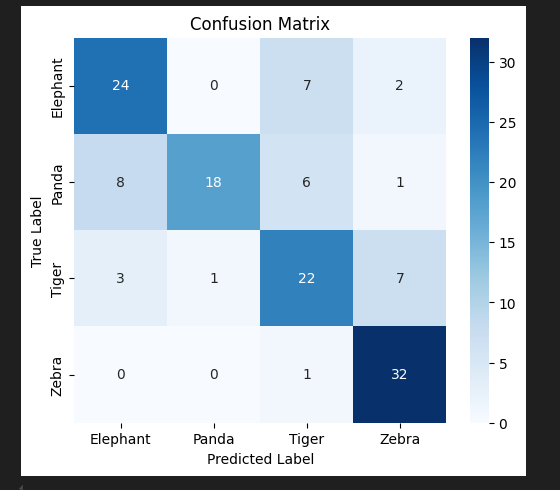 Confusion Matrix
True Label
Elephant 24 0 7 2
Panda 8 18 6 1
Tiger 3 1 22 7
Zebra 0 0 1 32
Elephant Panda Tiger Zebra
Predicted Label
30
25
20
15
10
5
0